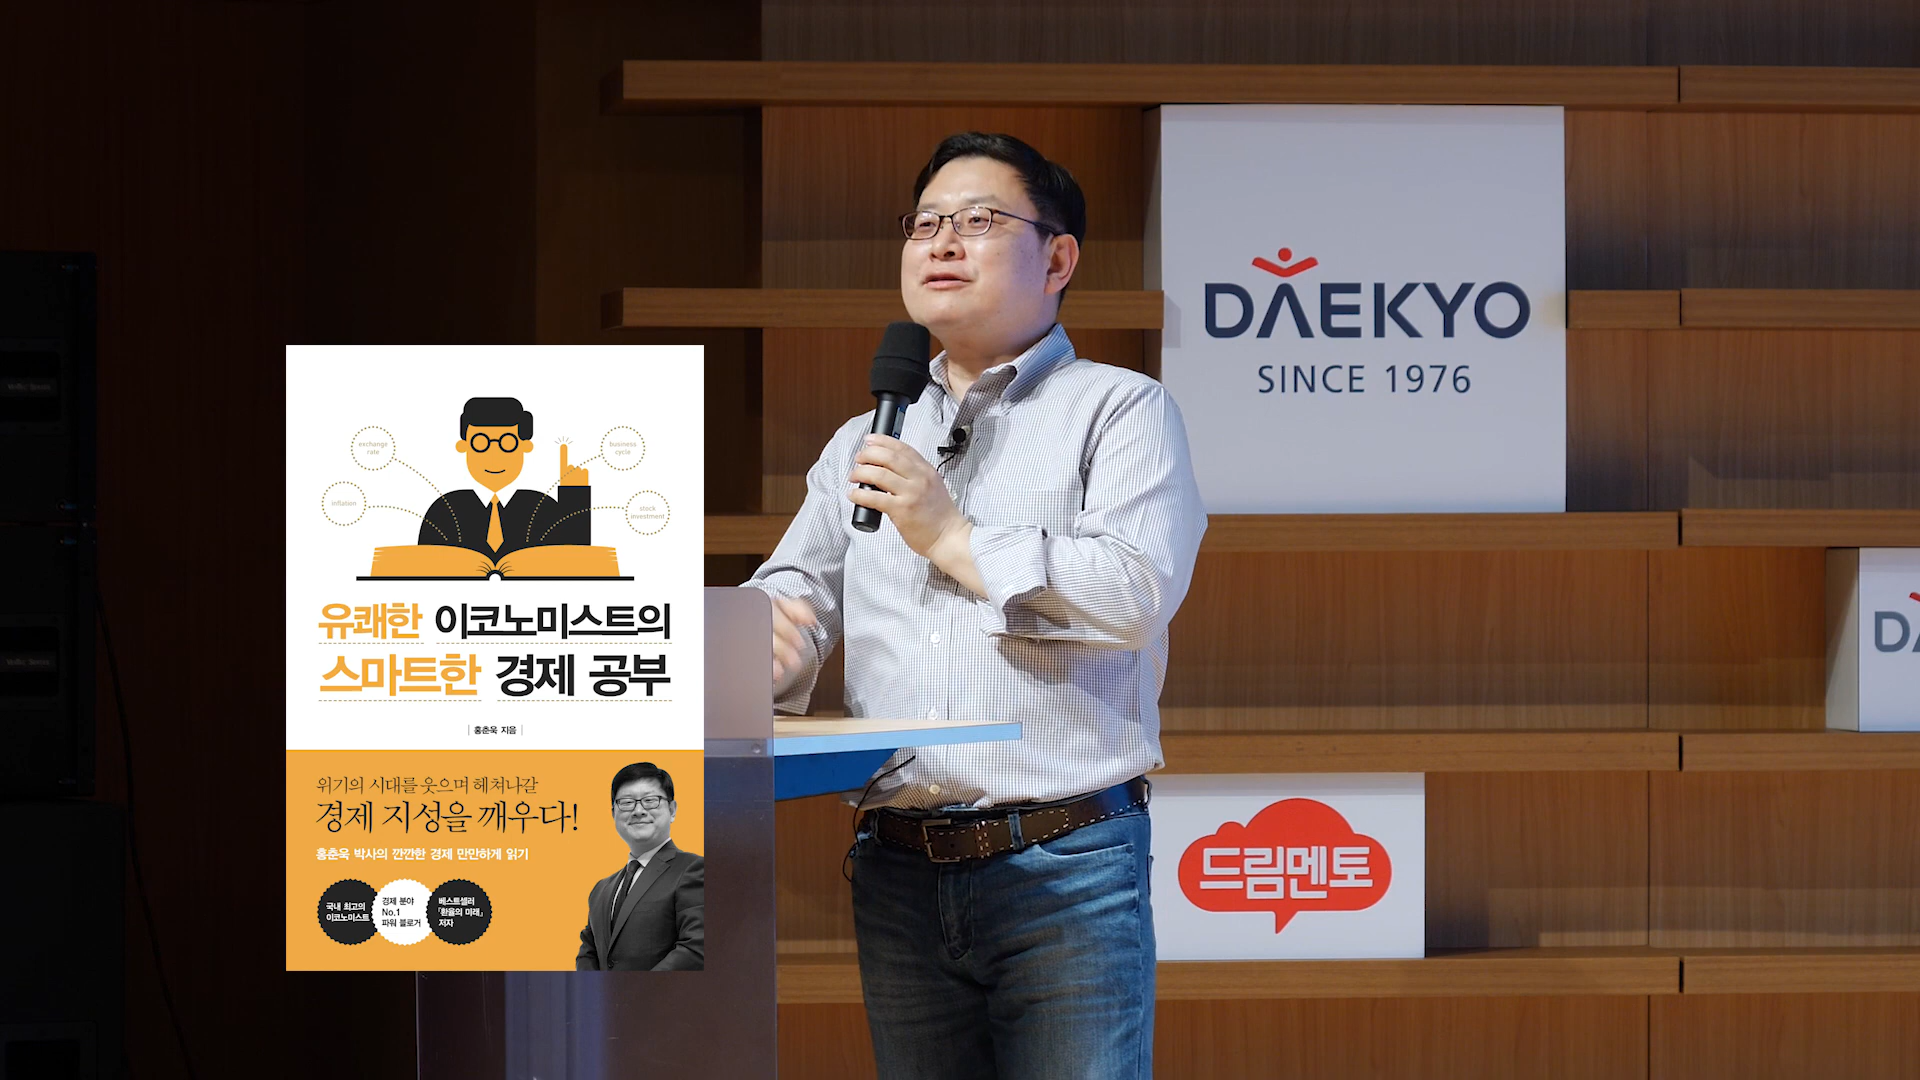 DAEKYO
SINCE 1976
exchange
rate
business
cycle
inflation
stock
investment
유쾌한 이코노미스트의
스마트한 경제 공부
홍춘욱 지음
위기의 시대를 웃으며 헤쳐나갈
경제 지성을 깨우다!
홍춘욱 박사의 깐깐한 경제 만만하게 읽기
국내 최고의
이코노미스트
경제 분야
No.1
파워 블로거
베스트셀러
「환율의 미래」
저자
드림멘토